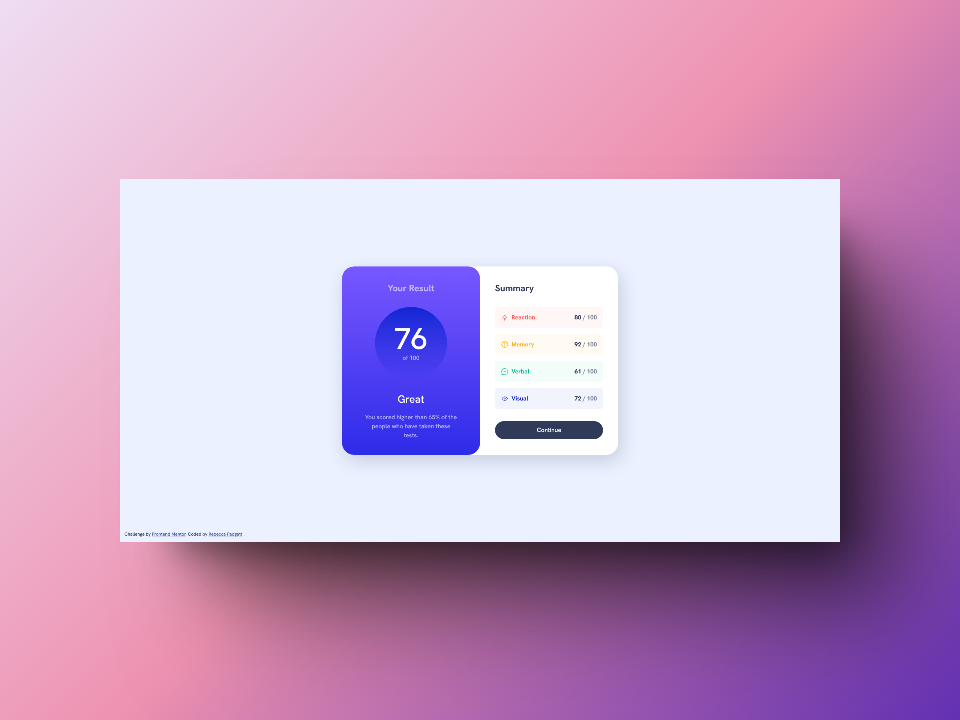 Your Result
76
of 100
Great
You scored higher than 65% of the
people who have taken these
tests.
Summary
Reaction 80 / 100
Memory 92 / 100
Verbal 61 / 100
Visual 72 / 100
Continue
Challenge by Frontend Mentor. Coded by Rebecca Padgett